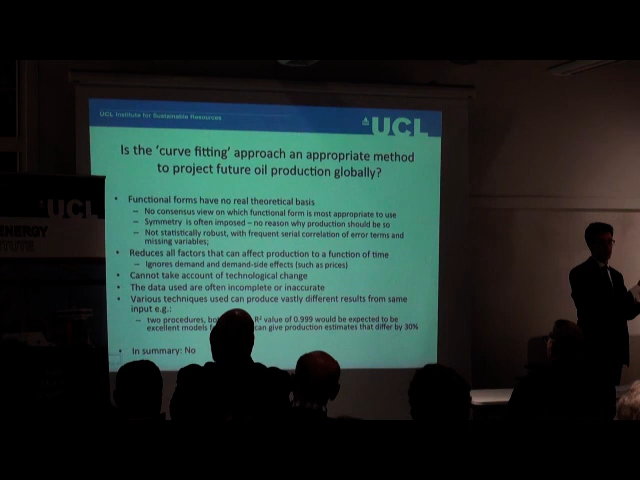 UCL Institute for Sustainable Resources
UCL
Is the 'curve fitting' approach an appropriate method
to project future oil production globally?
• Functional forms have no real theoretical basis
– No consensus view on which functional form is most appropriate to use
– Symmetry is often imposed – no reason why production should be so
– Not statistically robust, with frequent serial correlation of error terms and
missing variables;
• Reduces all factors that can affect production to a function of time
– Ignores demand and demand-side effects (such as prices)
• Cannot take account of technological change
• The data used are often incomplete or inaccurate
• Various techniques used can produce vastly different results from same
input e.g.:
– two procedures, R² value of 0.999 would be expected to be
excellent models can give production estimates that differ by 30%
• In summary: No
UCL
ENERGY
INSTITUTE